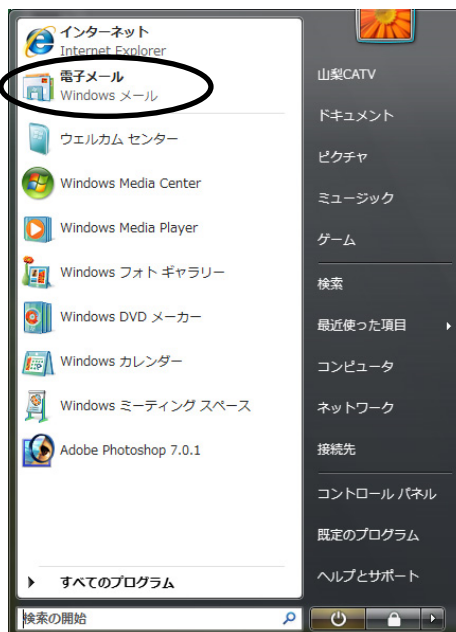 インターネット
Internet Explorer
電子メール
Windows メール
ウェルカム センター
Windows Media Center
Windows Media Player
Windows フォト ギャラリー
Windows DVD メーカー
Windows カレンダー
Windows ミーティング スペース
Adobe Photoshop 7.0.1
すべてのプログラム
検索の開始
山梨CATV
ドキュメント
ピクチャ
ミュージック
ゲーム
検索
最近使った項目
コンピュータ
ネットワーク
接続先
コントロール パネル
既定のプログラム
ヘルプとサポート